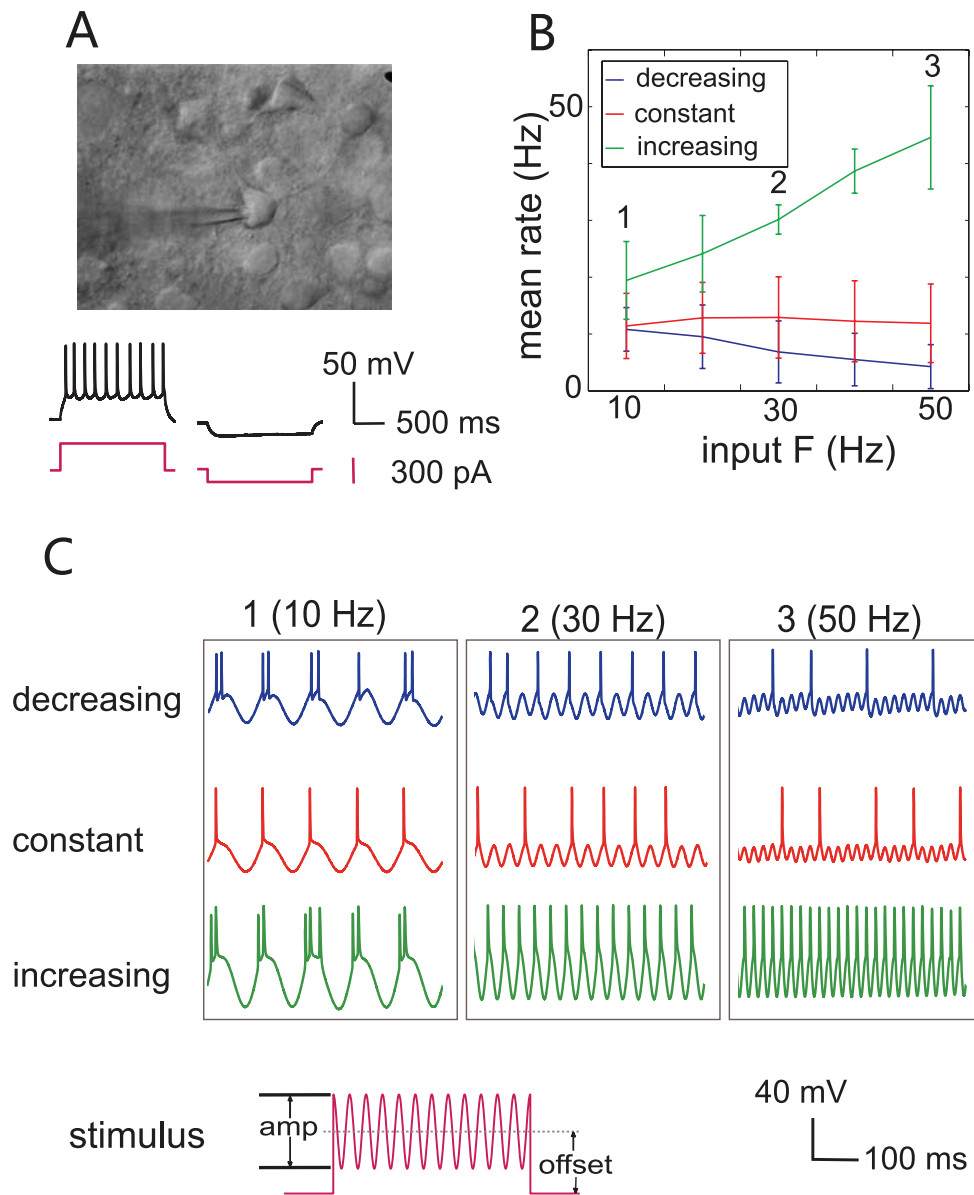 A
B
50 mV
500 ms
300 pA
decreasing
constant
increasing
1
2
3
50
0
mean rate (Hz)
10
30
50
input F (Hz)
C
1 (10 Hz)
2 (30 Hz)
3 (50 Hz)
decreasing
constant
increasing
stimulus
amp
offset
40 mV
100 ms